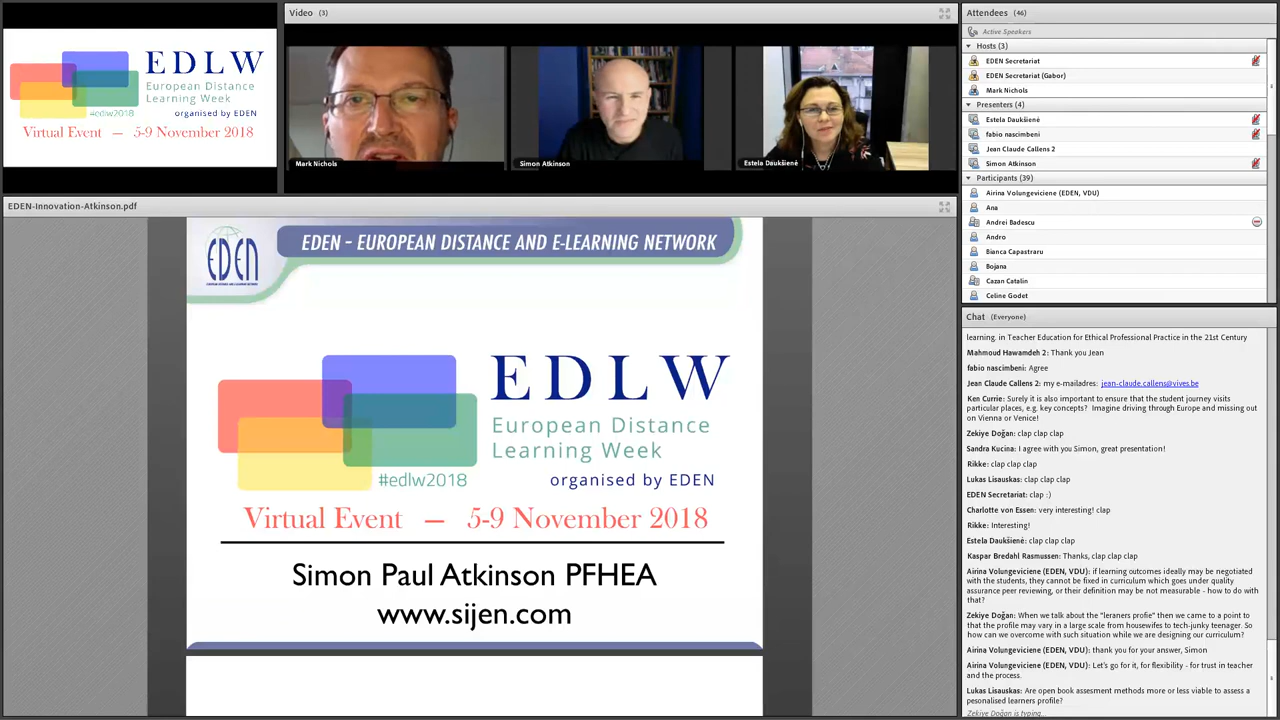 EDLW
European Distance
Learning Week
#edlw2018
organised by EDEN
Virtual Event — 5-9 November 2018
Video (3)
Mark Nichols
Simon Atkinson
Estela Daukšienė
EDEN-Innovation-Atkinson.pdf
EDEN
EDEN - EUROPEAN DISTANCE AND E-LEARNING NETWORK
EDLW
European Distance
Learning Week
#edlw2018
organised by EDEN
Virtual Event — 5-9 November 2018
Simon Paul Atkinson PFHEA
www.sijen.com
Attendees (46)
Active Speakers
Hosts (3)
EDEN Secretariat
EDEN Secretariat (Gabor)
Mark Nichols
Presenters (4)
Estela Daukšienė
fabio nascimbeni
Jean Claude Callens 2
Simon Atkinson
Participants (39)
Airina Volungeviciene (EDEN, VDU)
Ana
Andrei Badescu
Andro
Bianca Capastraru
Bojana
Cazan Catalin
Celine Godet
Chat (Everyone)
learning. in Teacher Education for Ethical Professional Practice in the 21st Century
Mahmoud Hawamdeh 2: Thank you Jean
fabio nascimbeni: Agree
Jean Claude Callens 2: my e-mailadres: jean-claude.callens@vives.be
Ken Currie: Surely it is also important to ensure that the student journey visits
particular places, e.g. key concepts? Imagine driving through Europe and missing out
on Vienna or Venice!
Zekiye Doğan: clap clap clap
Sandra Kucina: I agree with you Simon, great presentation!
Rikke: clap clap clap
Lukas Lisauskas: clap clap clap
EDEN Secretariat: clap :)
Charlotte von Essen: very interesting! clap
Rikke: Interesting!
Estela Daukšienė: clap clap clap
Kaspar Bredahl Rasmussen: Thanks, clap clap clap
Airina Volungeviciene (EDEN, VDU): if learning outcomes ideally may be negotiated
with the students, they cannot be fixed in curriculum which goes under quality
assurance peer reviewing, or their definition may not be measurable - how to do with
that?
Zekiye Doğan: When we talk about the "leraners profie" then we came to a point to
that the profile may vary in a large scale from housewifes to tech-junky teenager. So
how can we overcome with such situation while we are designing our curriculum?
Airina Volungeviciene (EDEN, VDU): thank you for your answer, Simon
Airina Volungeviciene (EDEN, VDU): Let's go for it, for flexibility - for trust in teacher
and the process.
Lukas Lisauskas: Are open book assesment methods more or less viable to assess a
pesonalised learners profile?
Zekiye Doğan is typing...